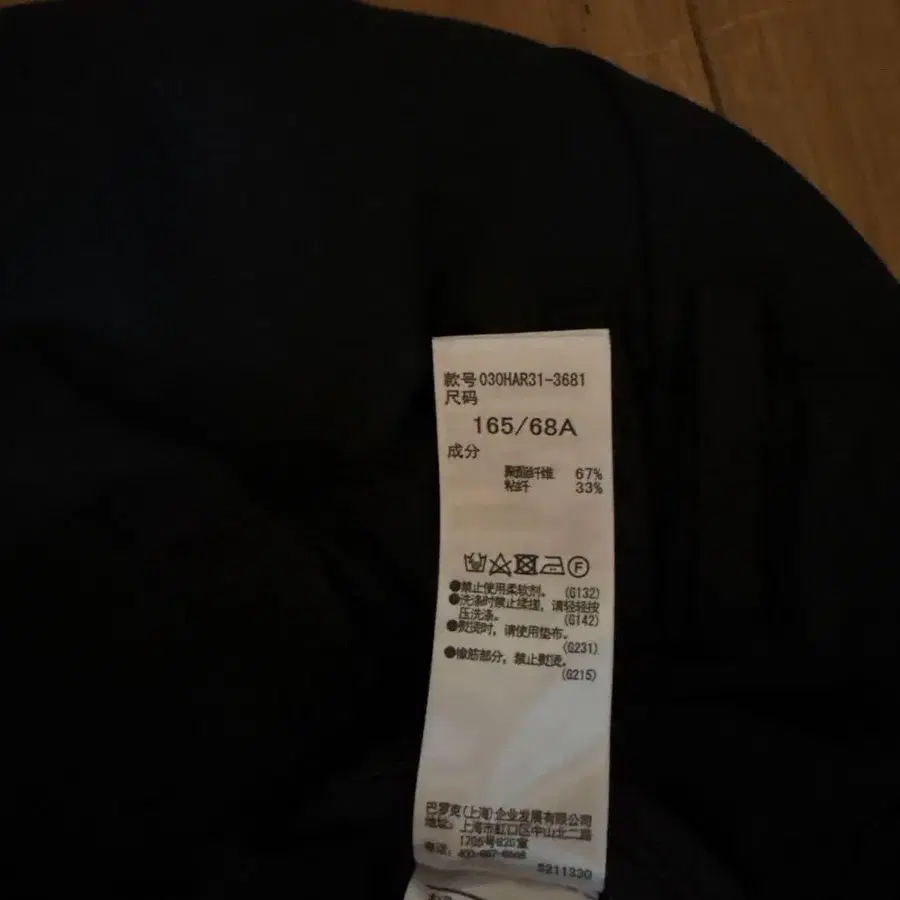 款号030HAR31-3681
尺码
165/68A
成分
聚酯纤维 67%
粘纤 33%
F
●禁止使用柔软剂。 (G132)
●洗涤时禁止揉搓，请轻轻按
压洗涤。 (G142)
●熨烫时，请使用垫布。
(G231)
●橡筋部分，禁止熨烫。
(G215)
巴罗克(上海)企业发展有限公司
地址: 上海市虹口区中山北二路
1705号620室
电话:
S211330